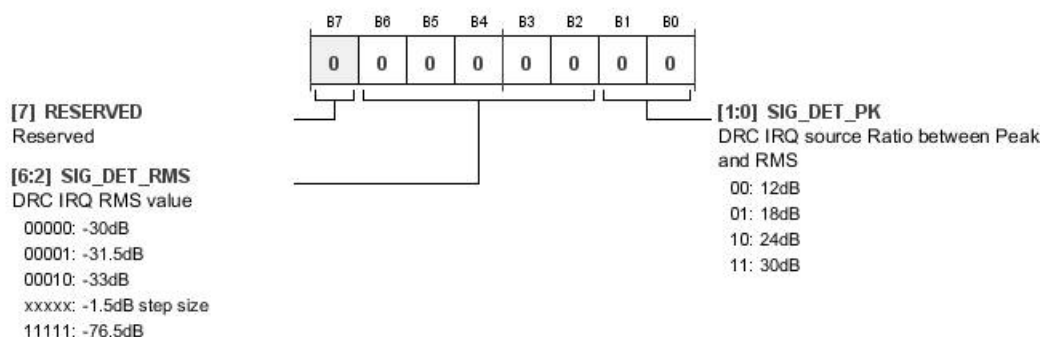 B7 B6 B5 B4 B3 B2 B1 B0
0 0 0 0 0 0 0 0
[7] RESERVED
Reserved
[6:2] SIG_DET_RMS
DRC IRQ RMS value
00000: -30dB
00001: -31.5dB
00010: -33dB
xxxxx: -1.5dB step size
11111: -76.5dB
[1:0] SIG_DET_PK
DRC IRQ source Ratio between Peak
and RMS
00: 12dB
01: 18dB
10: 24dB
11: 30dB